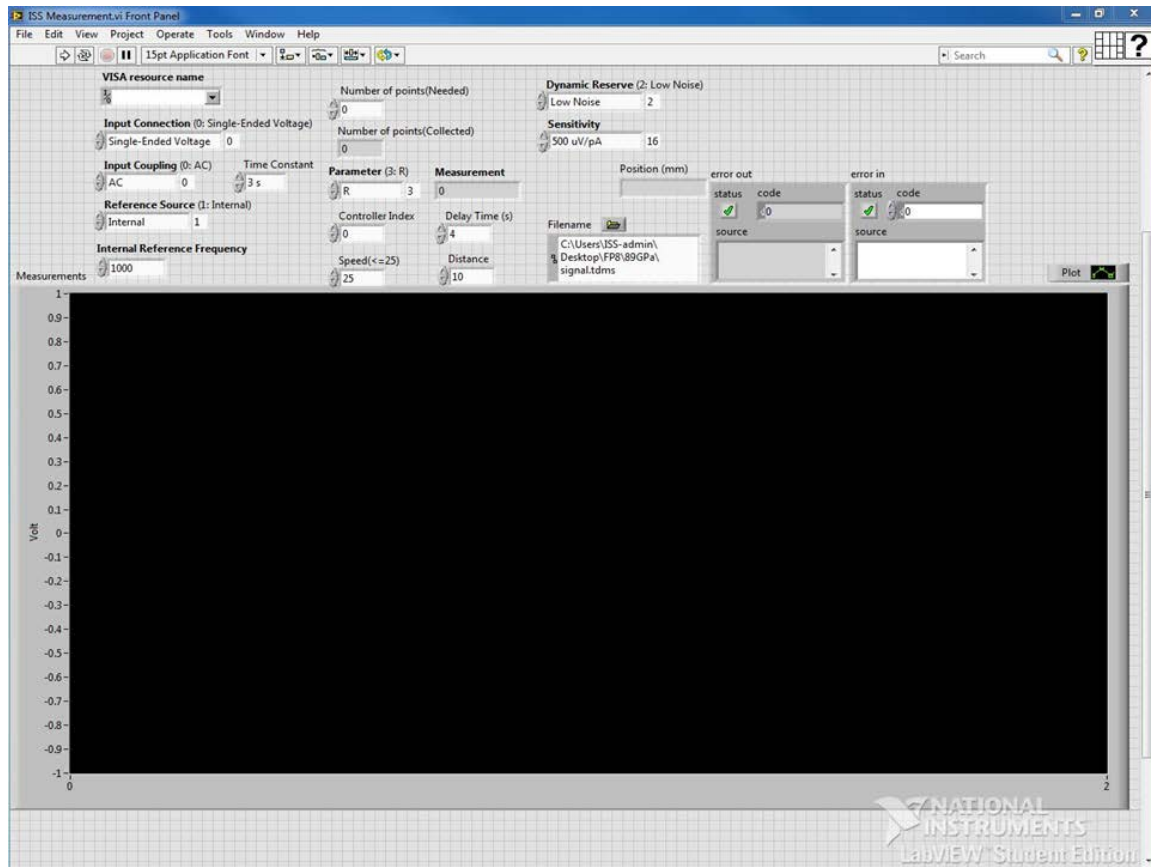 ISS Measurement.vi Front Panel
File Edit View Project Operate Tools Window Help
15pt Application Font
Search
VISA resource name
Number of points(Needed)
0
Dynamic Reserve (2: Low Noise)
Low Noise 2
Input Connection (0: Single-Ended Voltage)
Single-Ended Voltage 0
Number of points(Collected)
0
Sensitivity
500 uV/pA 16
Input Coupling (0: AC)
AC 0
Time Constant
3 s
Parameter (3: R)
R 3
Measurement
0
Position (mm)
error out
status code
0
source
error in
status code
0
source
Reference Source (1: Internal)
Internal 1
Controller Index
0
Delay Time (s)
4
Filename
C:\Users\ISS-admin\
Desktop\FP8\89GPa\
signal.tdms
Internal Reference Frequency
1000
Speed(<=25)
25
Distance
10
Measurements
Plot
1
0.9
0.8
0.7
0.6
0.5
0.4
0.3
0.2
0.1
0
-0.1
-0.2
-0.3
-0.4
-0.5
-0.6
-0.7
-0.8
-0.9
-1
Volt
0 2
NATIONAL
INSTRUMENTS
LabVIEW Student Edition